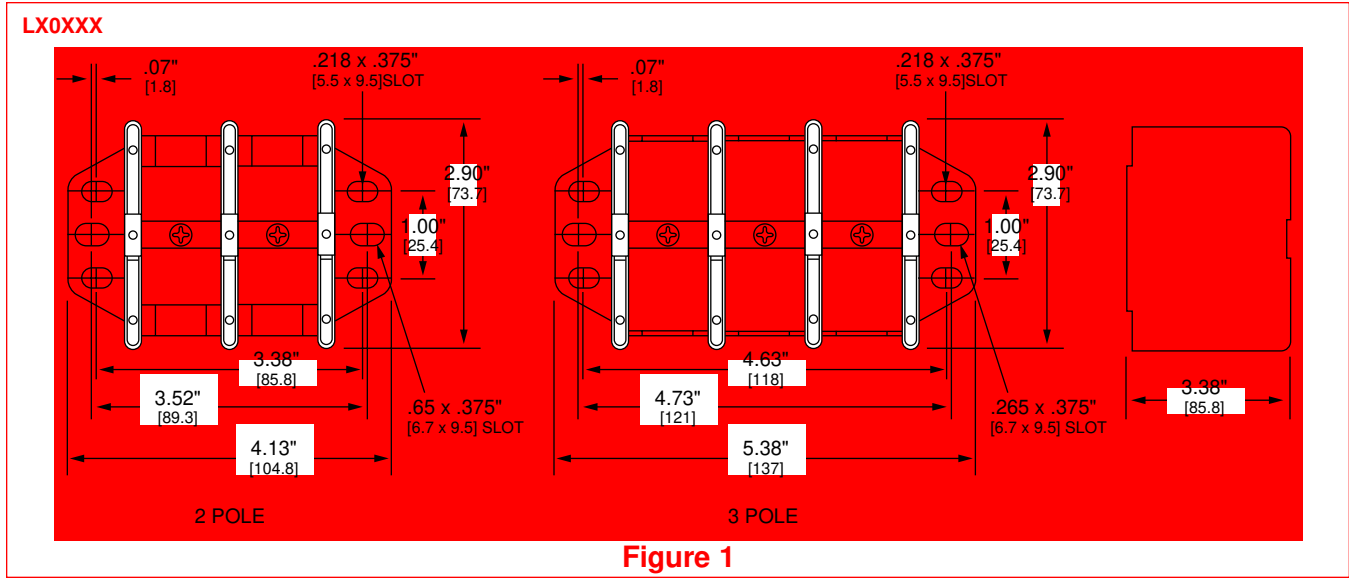 LX0XXX
.07"
[1.8]
.218 x .375"
[5.5 x 9.5]SLOT
2.90"
[73.7]
1.00"
[25.4]
3.38"
[85.8]
3.52"
[89.3]
.65 x .375"
[6.7 x 9.5] SLOT
4.13"
[104.8]
2 POLE
.07"
[1.8]
.218 x .375"
[5.5 x 9.5]SLOT
2.90"
[73.7]
1.00"
[25.4]
4.63"
[118]
4.73"
[121]
.265 x .375"
[6.7 x 9.5] SLOT
5.38"
[137]
3 POLE
3.38"
[85.8]
Figure 1